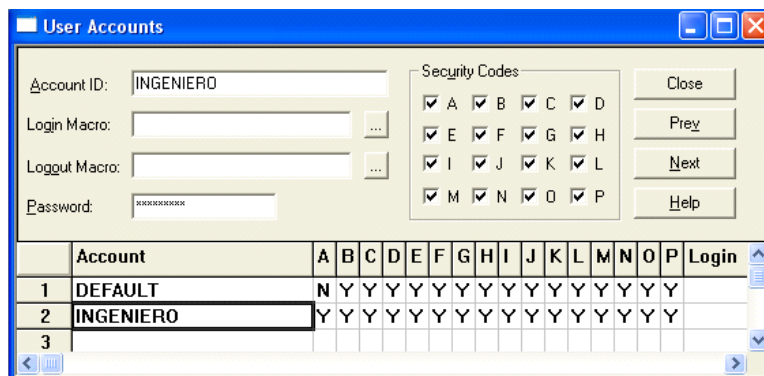 User Accounts
Account ID: INGENIERO
Login Macro: ...
Logout Macro: ...
Password: *********
Security Codes
A B C D
E F G H
I J K L
M N O P
Close
Prev
Next
Help
Account A B C D E F G H I J K L M N O P Login
1 DEFAULT N Y Y Y Y Y Y Y Y Y Y Y Y Y Y Y
2 INGENIERO Y Y Y Y Y Y Y Y Y Y Y Y Y Y Y Y
3